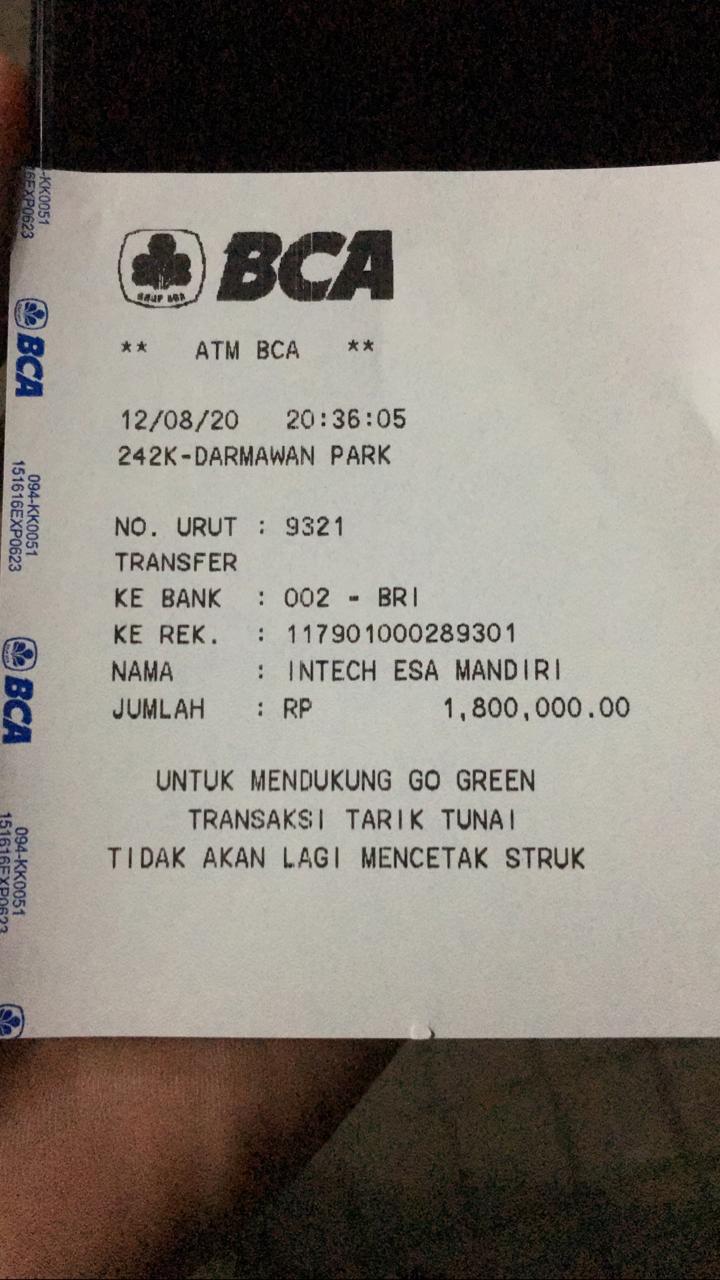 BCA
** ATM BCA **
12/08/20 20:36:05
242K-DARMAWAN PARK
NO. URUT : 9321
TRANSFER
KE BANK : 002 - BRI
KE REK. : 117901000289301
NAMA : INTECH ESA MANDIRI
JUMLAH : RP 1,800,000.00
UNTUK MENDUKUNG GO GREEN
TRANSAKSI TARIK TUNAI
TIDAK AKAN LAGI MENCETAK STRUK
-KK0051
16EXP0623
BCA
094-KK0051
151616EXP0623
BCA
094-KK0051
151616EXP0623